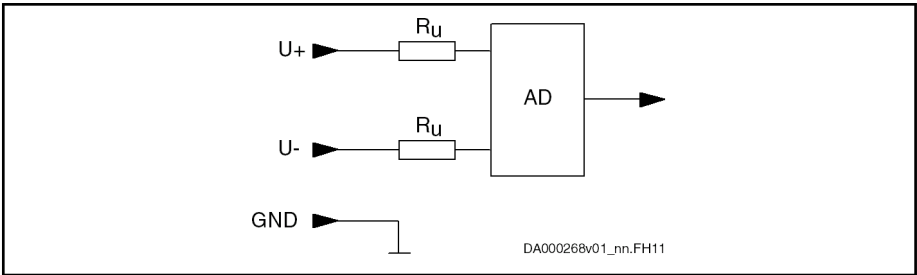 Ru
U+
AD
Ru
U-
GND
DA000268v01_nn.FH11